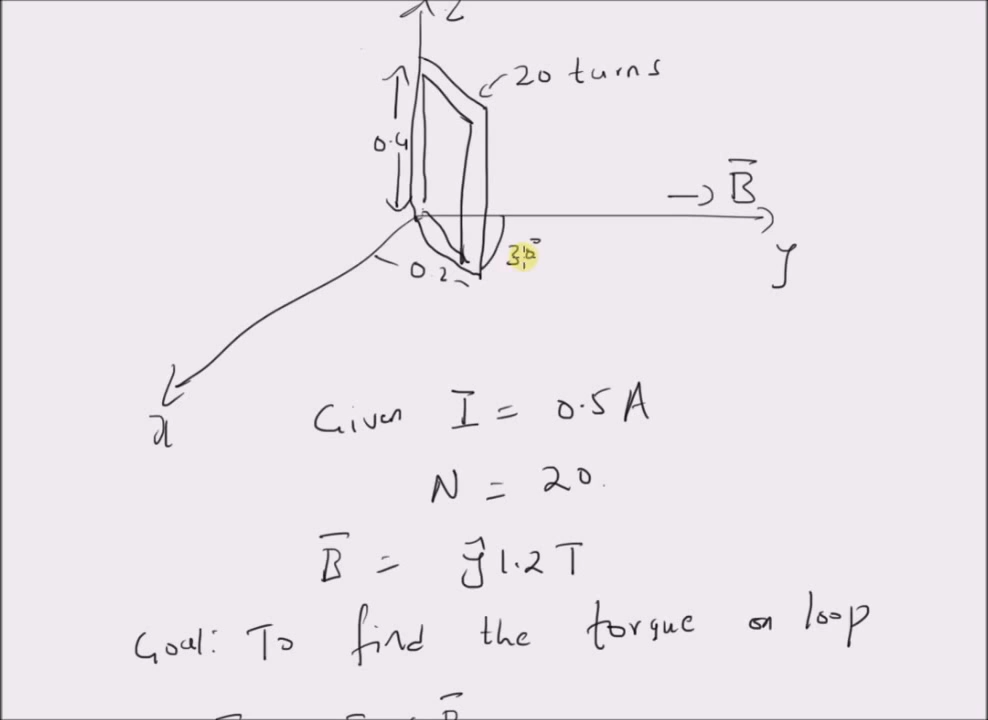 z
20 turns
0.4
B
30°
0.2
y
x
Given I = 0.5 A
N = 20.
B = ŷ 1.2 T
Goal: To find the torque on loop